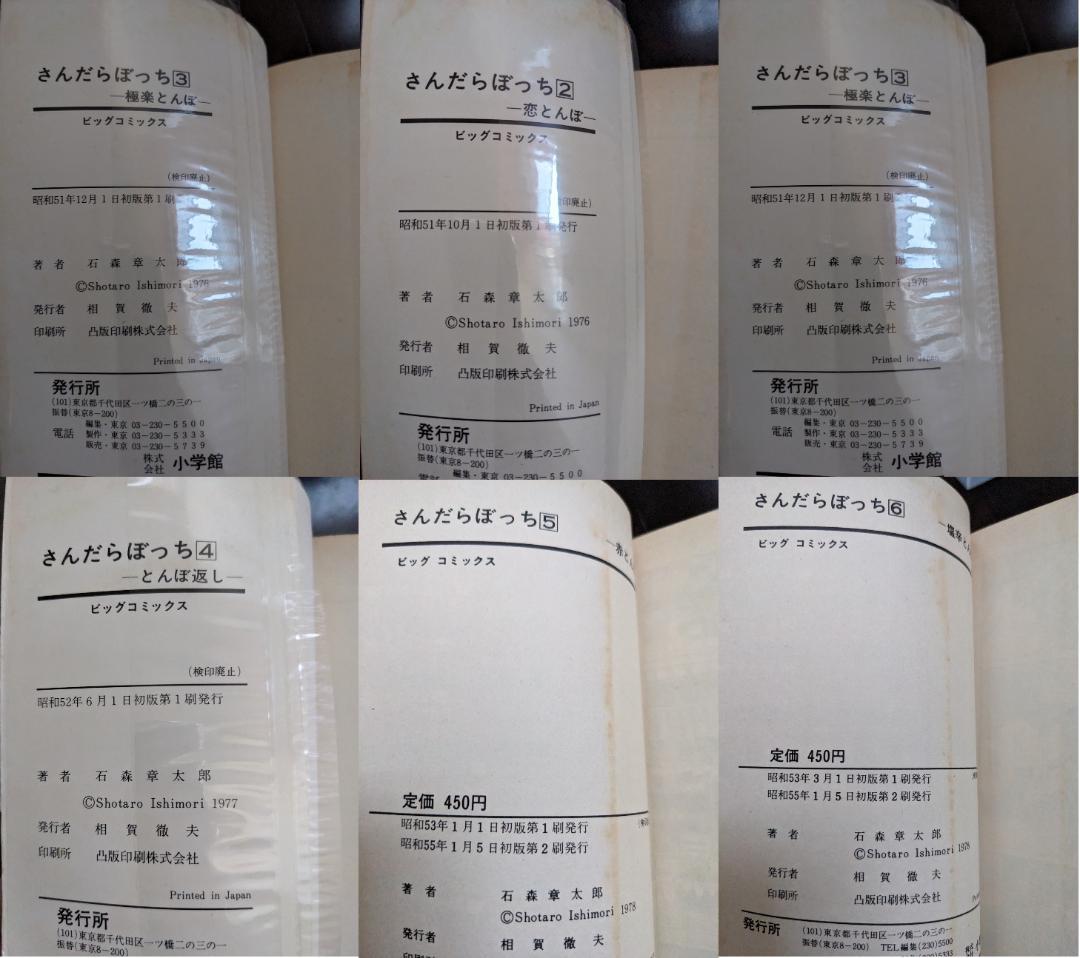 さんだらぼっち3
―極楽とんぼ―
ビッグコミックス
(検印廃止)
昭和51年12月1日初版第1刷
著者 石森章太郎
©Shotaro Ishimori 1976
発行者 相賀徹夫
印刷所 凸版印刷株式会社
Printed in Japan
発行所
(101)東京都千代田区一ツ橋二の三の一
振替(東京8-200)
編集・東京 03-230-5500
電話 製作・東京 03-230-5333
販売・東京 03-230-5739
株式
会社 小学館
さんだらぼっち2
―恋とんぼ―
ビッグコミックス
印廃止)
昭和51年10月1日初版第1刷発行
著者 石森章太郎
©Shotaro Ishimori 1976
発行者 相賀徹夫
印刷所 凸版印刷株式会社
Printed in Japan
発行所
(101)東京都千代田区一ツ橋二の三の一
振替(東京8-200)
編集・東京 03-230-5500
さんだらぼっち3
―極楽とんぼ―
ビッグコミックス
(検印廃止)
昭和51年12月1日初版第1刷
著者 石森章太郎
©Shotaro Ishimori 1976
発行者 相賀徹夫
印刷所 凸版印刷株式会社
Printed in Japan
発行所
(101)東京都千代田区一ツ橋二の三の一
振替(東京8-200)
編集・東京 03-230-5500
電話 製作・東京 03-230-5333
販売・東京 03-230-5739
株式
会社 小学館
さんだらぼっち4
―とんぼ返し―
ビッグコミックス
(検印廃止)
昭和52年6月1日初版第1刷発行
著者 石森章太郎
©Shotaro Ishimori 1977
発行者 相賀徹夫
印刷所 凸版印刷株式会社
Printed in Japan
発行所
(101)東京都千代田区一ツ橋二の三の一
振替(東京8-200)
さんだらぼっち5
―赤とん
ビッグ コミックス
定価 450円
昭和53年1月1日初版第1刷発行
昭和55年1月5日初版第2刷発行
著者 石森章太郎
©Shotaro Ishimori 1978
発行者 相賀徹夫
さんだらぼっち6
―塩辛と
ビッグ コミックス
定価 450円
昭和53年3月1日初版第1刷発行
昭和55年1月5日初版第2刷発行
著者 石森章太郎
©Shotaro Ishimori 1978
発行者 相賀徹夫
印刷所 凸版印刷株式会社
発行所 (101)東京都千代田区一ツ橋二の三の一
振替(東京8-200) TEL編集(230)5500
(230)5333